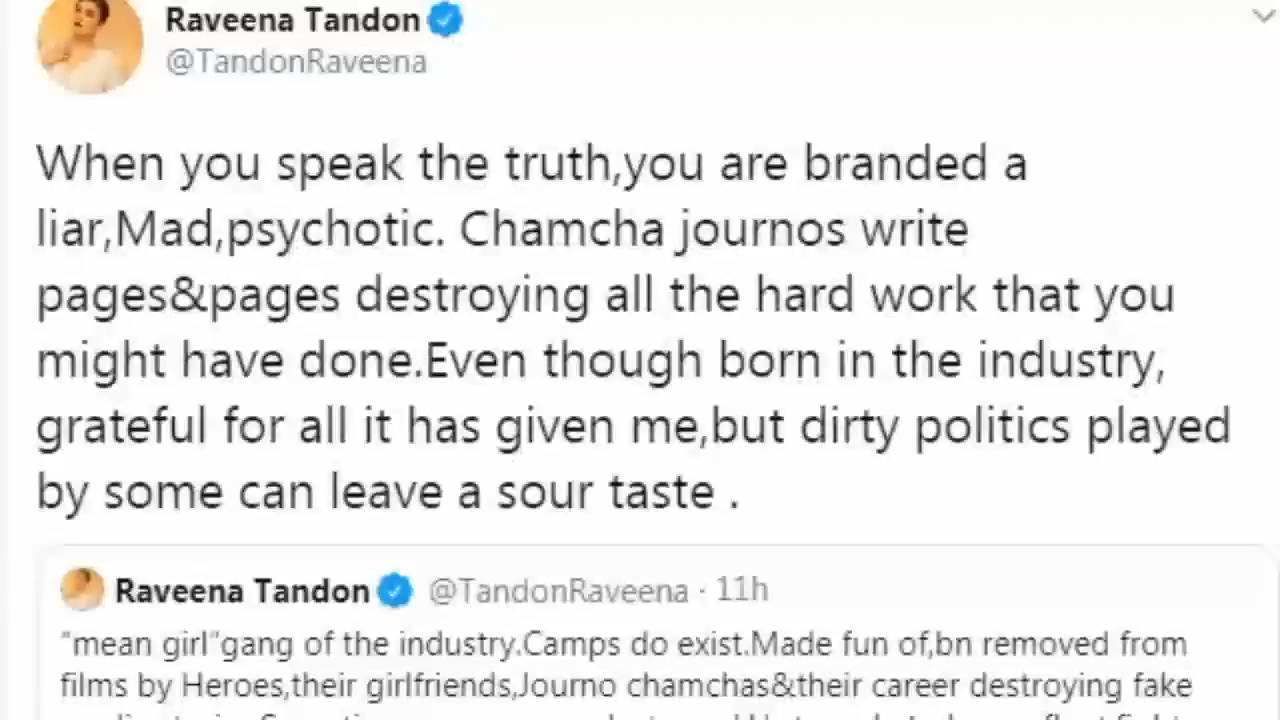 Raveena Tandon
@TandonRaveena
When you speak the truth,you are branded a
liar,Mad,psychotic. Chamcha journos write
pages&pages destroying all the hard work that you
might have done.Even though born in the industry,
grateful for all it has given me,but dirty politics played
by some can leave a sour taste .
Raveena Tandon @TandonRaveena · 11h
"mean girl"gang of the industry.Camps do exist.Made fun of,bn removed from
films by Heroes,their girlfriends,Journo chamchas&their career destroying fake